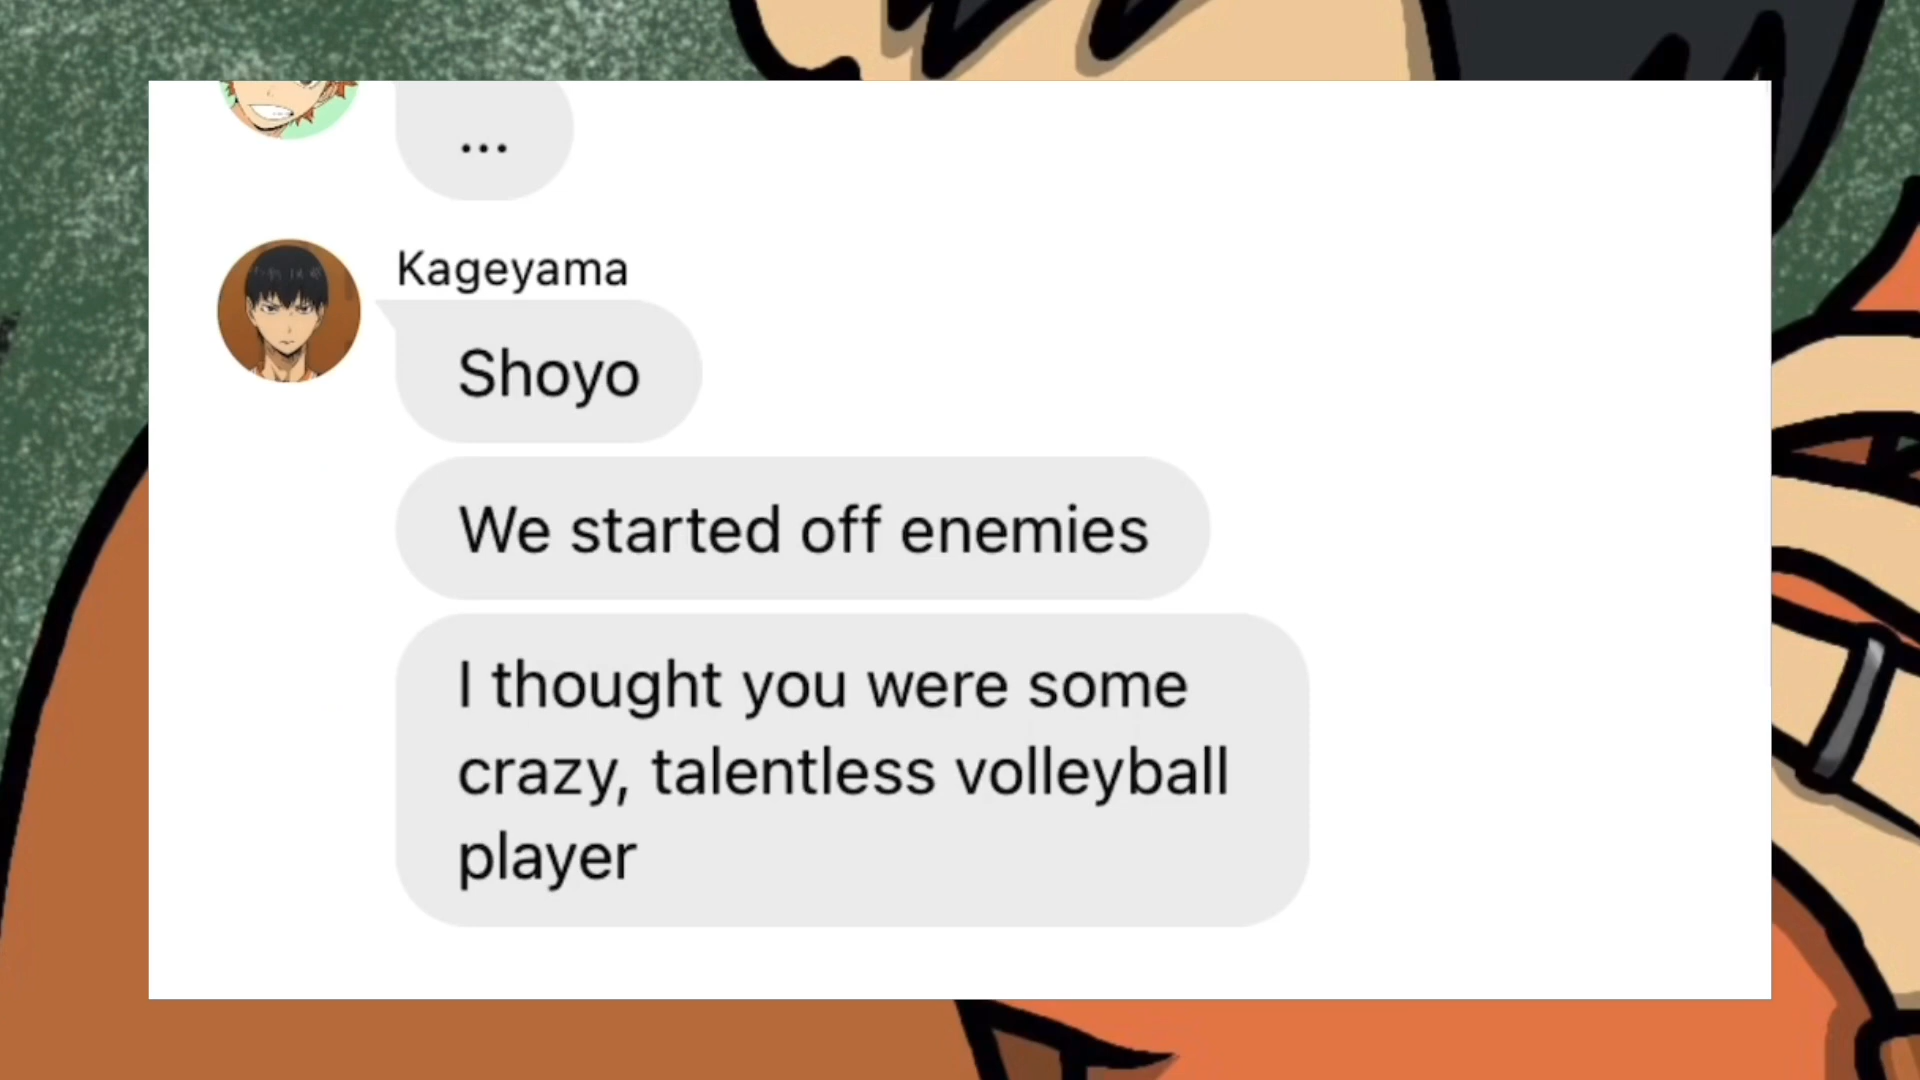 ...
Kageyama
Shoyo
We started off enemies
I thought you were some
crazy, talentless volleyball
player